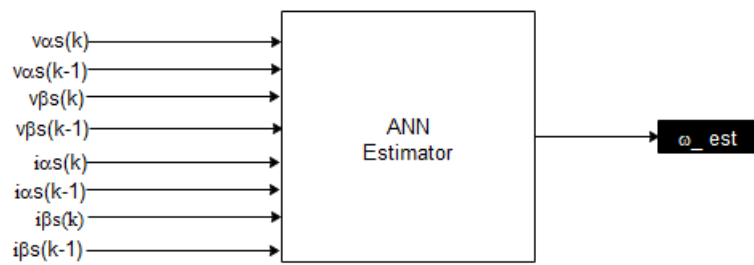 vαs(k)
vαs(k-1)
vβs(k)
vβs(k-1)
iαs(k)
iαs(k-1)
iβs(k)
iβs(k-1)
ANN
Estimator
ω_ est